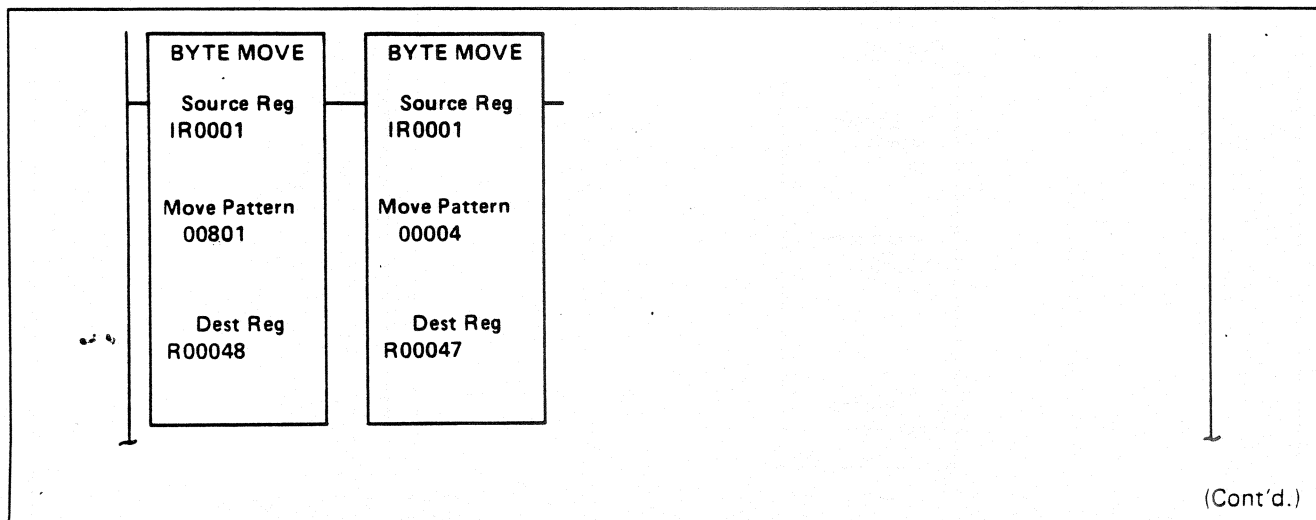 BYTE MOVE
Source Reg
IR0001
Move Pattern
00801
Dest Reg
R00048
BYTE MOVE
Source Reg
IR0001
Move Pattern
00004
Dest Reg
R00047
(Cont'd.)